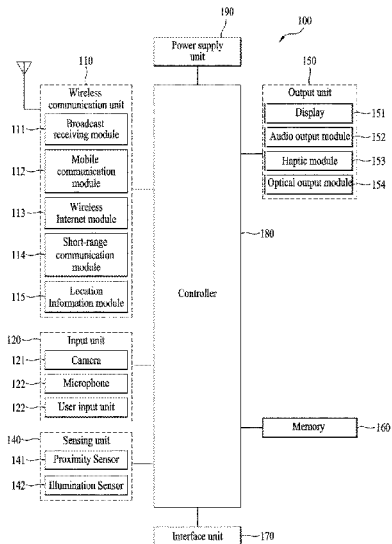 190
100
Power supply
unit
110
Wireless
communication unit
111
Broadcast
receiving module
112
Mobile
communication
module
113
Wireless
Internet module
114
Short-range
communication
module
115
Location
Information module
120
Input unit
121
Camera
122
Microphone
122
User input unit
140
Sensing unit
141
Proximity Sensor
142
Illumination Sensor
Controller
180
150
Output unit
Display
151
Audio output module
152
Haptic module
153
Optical output module
154
Memory
160
Interface unit
170